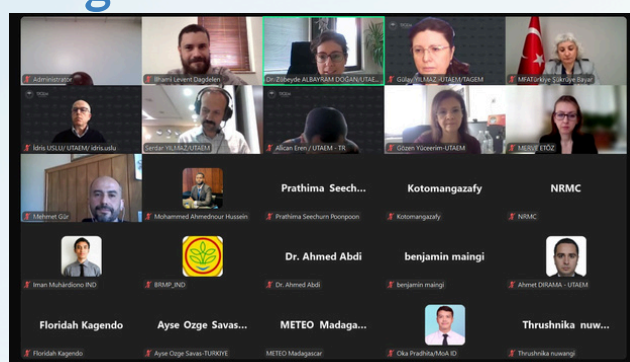 g
Administrator
İlhami Levent Dagdelen
Dr. Zübeyde ALBAYRAM DOĞAN/UTAE...
Gülay YILMAZ -UTAEM/TAGEM
MFATürkiye Şükrüye Bayar
İdris USLU/ UTAEM/ idris.uslu
Serdar YILMAZ/UTAEM
Alican Eren / UTAEM - TR.
Gözen Yüceerim-UTAEM
MERVE ETÖZ
Mehmet Gür
Mohammed Ahmednour Hussein
Prathima Seech...
Prathima Seechurn Poonpoon
Kotomangazafy
Kotomangazafy
NRMC
NRMC
Iman Muhārdiono IND
BRMP_IND
Dr. Ahmed Abdi
Dr. Ahmed Abdi
benjamin maingi
benjamin maingi
Ahmet DIRAMA - UTAEM
Floridah Kagendo
Floridah Kagendo
Ayse Ozge Savas...
Ayse Ozge Savas-TURKIYE
METEO Madaga...
METEO Madagascar
Oka Pradhita/MoA ID
Thrushnika nuw...
Thrushnika nuwangi